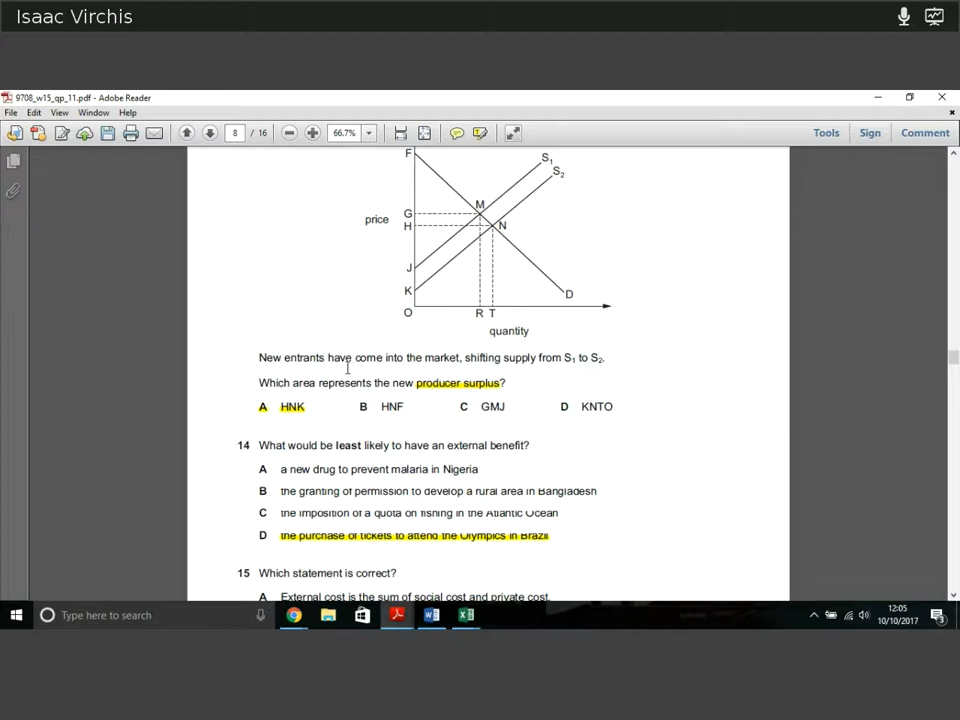 Isaac Virchis
9708_w15_qp_11.pdf - Adobe Reader
File Edit View Window Help
8 / 16 66.7% Tools Sign Comment
F
S1
S2
M
G
price
H
N
J
K
D
O
R T
quantity
New entrants have come into the market, shifting supply from S1 to S2.
Which area represents the new producer surplus?
A HNK B HNF C GMJ D KNTO
14 What would be least likely to have an external benefit?
A a new drug to prevent malaria in Nigeria
B the granting of permission to develop a rural area in Bangladesh
C the imposition of a quota on fishing in the Atlantic Ocean
D the purchase of tickets to attend the Olympics in Brazil
15 Which statement is correct?
A External cost is the sum of social cost and private cost.
Type here to search
12:05
10/10/2017
3